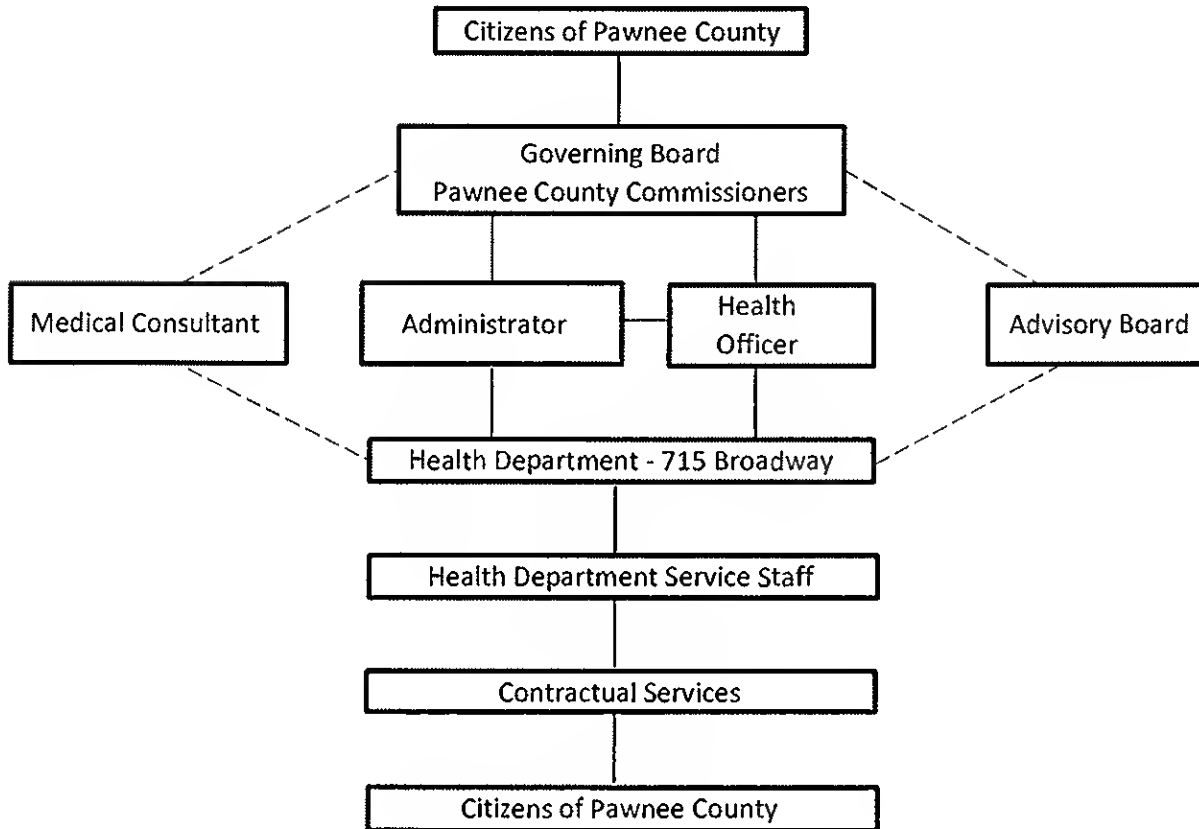 Citizens of Pawnee County
Governing Board
Pawnee County Commissioners
Medical Consultant
Administrator
Health
Officer
Advisory Board
Health Department - 715 Broadway
Health Department Service Staff
Contractual Services
Citizens of Pawnee County